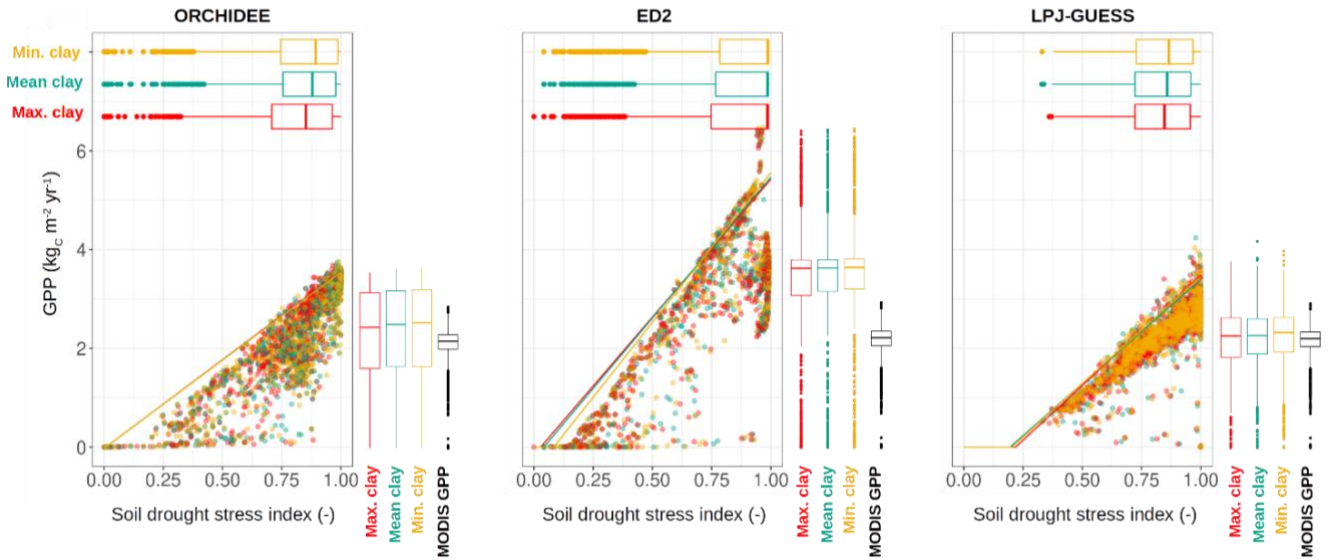 ORCHIDEE
ED2
LPJ-GUESS
Min. clay
Mean clay
Max. clay
GPP (kg_C m⁻² yr⁻¹)
6
4
2
0
0.00 0.25 0.50 0.75 1.00
Soil drought stress index (-)
Max. clay
Mean clay
Min. clay
MODIS GPP
0.00 0.25 0.50 0.75 1.00
Soil drought stress index (-)
Max. clay
Mean clay
Min. clay
MODIS GPP
0.00 0.25 0.50 0.75 1.00
Soil drought stress index (-)
Max. clay
Mean clay
Min. clay
MODIS GPP